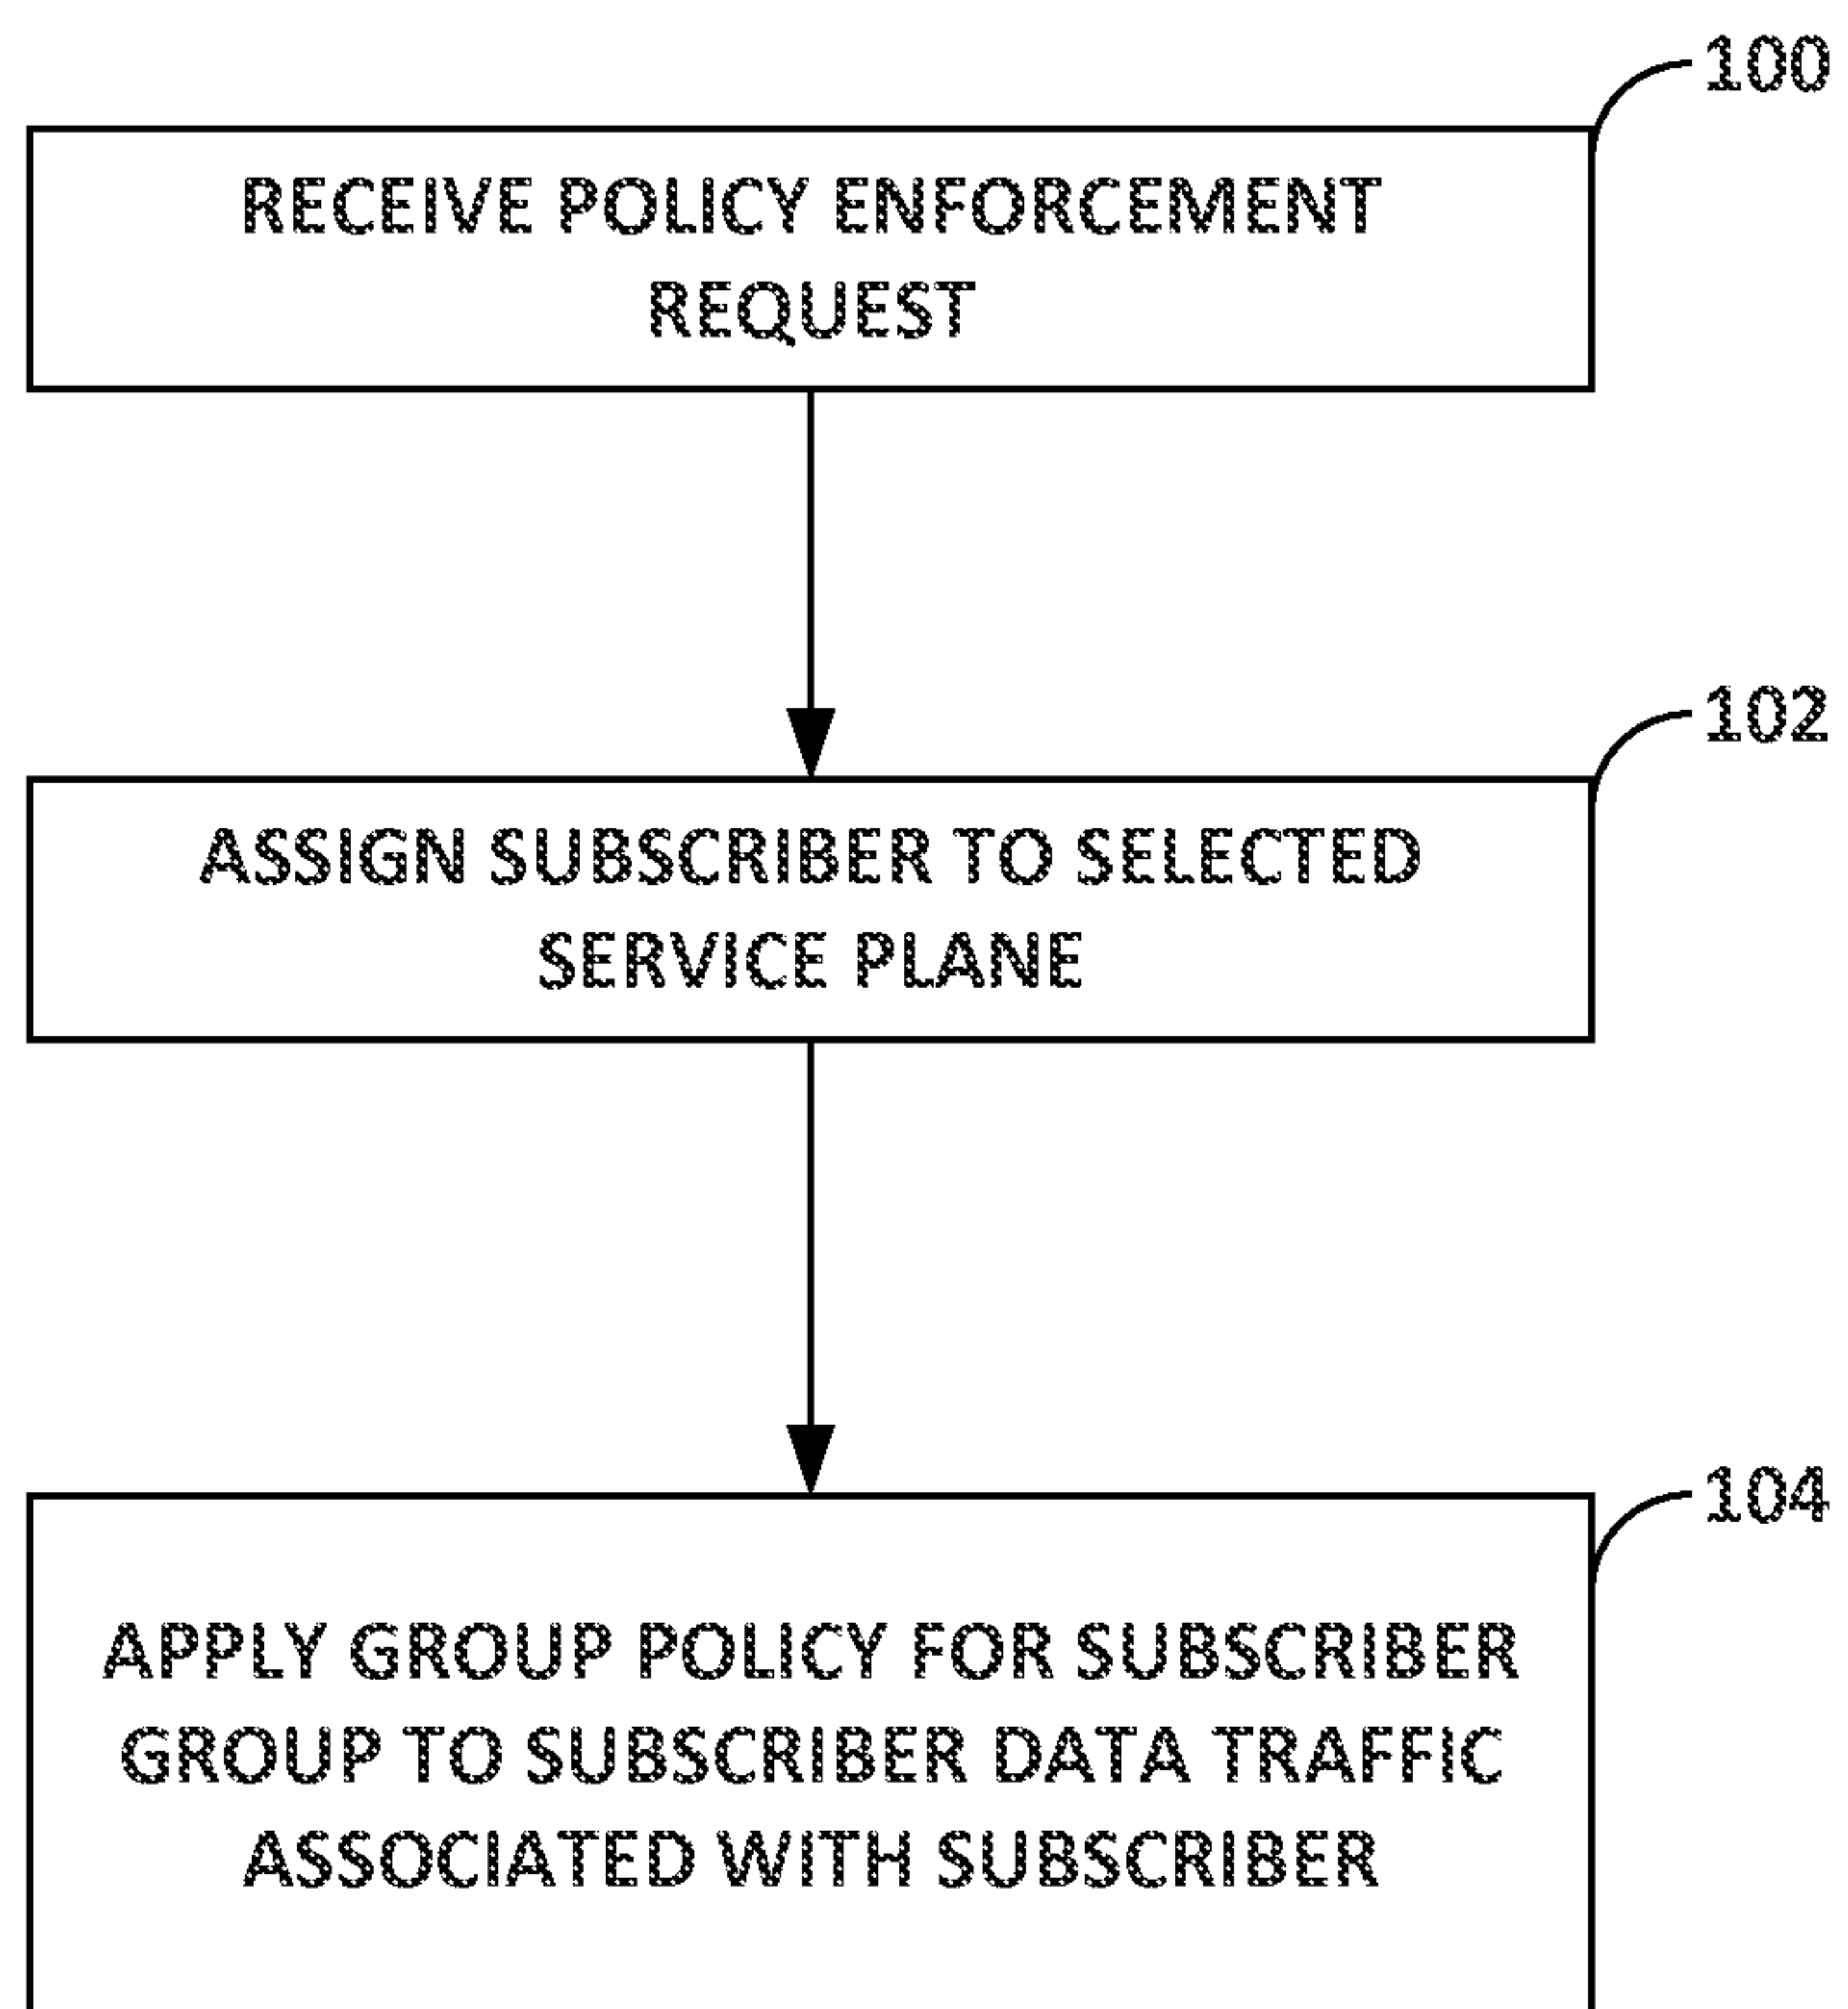 100
RECEIVE POLICY ENFORCEMENT
REQUEST
102
ASSIGN SUBSCRIBER TO SELECTED
SERVICE PLANE
104
APPLY GROUP POLICY FOR SUBSCRIBER
GROUP TO SUBSCRIBER DATA TRAFFIC
ASSOCIATED WITH SUBSCRIBER